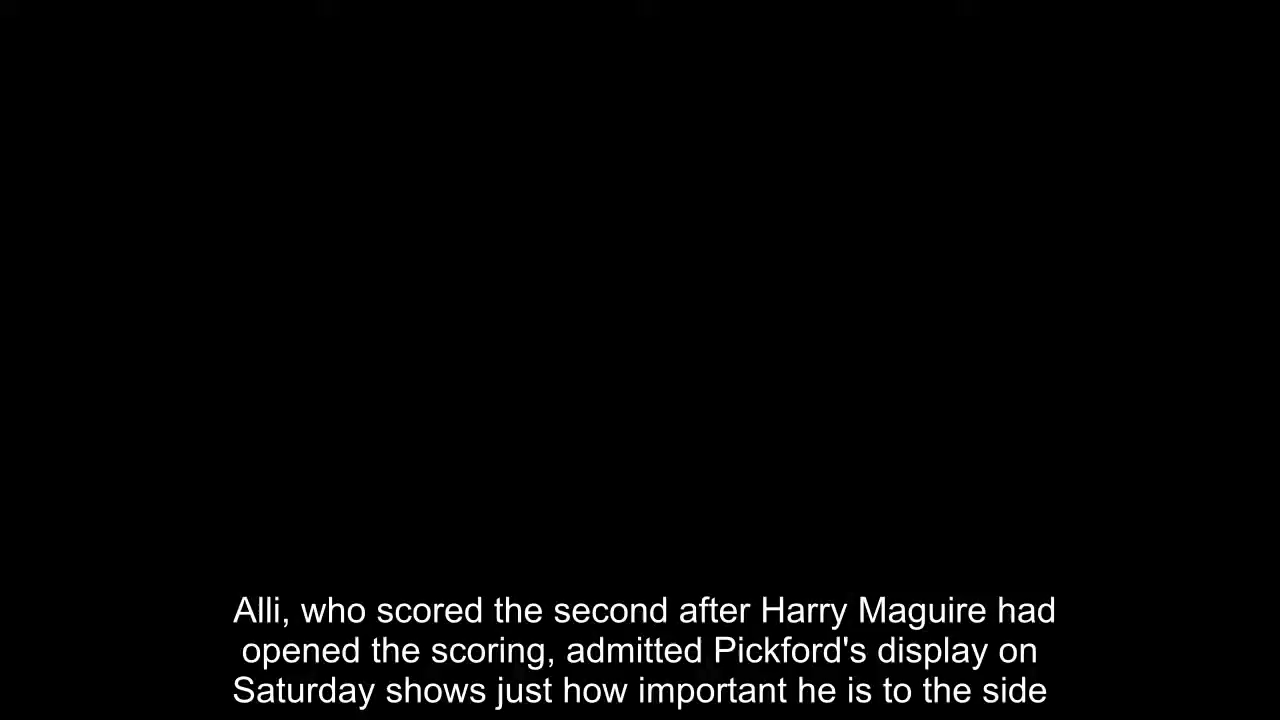 Alli, who scored the second after Harry Maguire had
opened the scoring, admitted Pickford's display on
Saturday shows just how important he is to the side